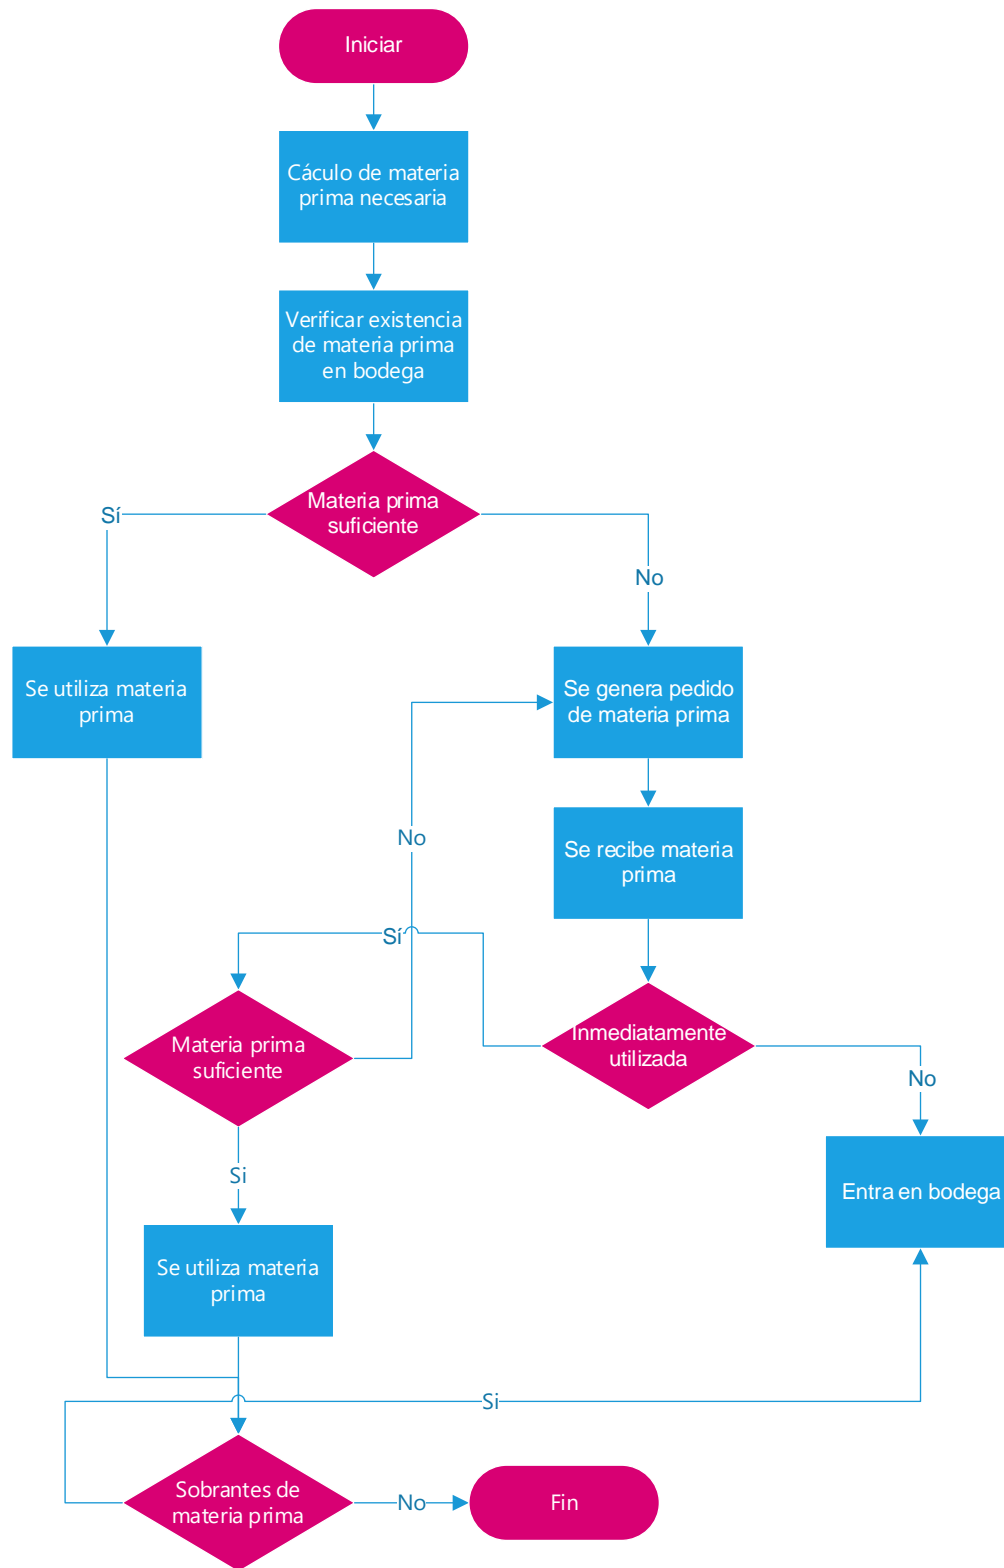 Iniciar
Cáculo de materia
prima necesaria
Verificar existencia
de materia prima
en bodega
Materia prima
suficiente
Sí
No
Se utiliza materia
prima
Se genera pedido
de materia prima
No
Se recibe materia
prima
Sí
Materia prima
suficiente
Inmediatamente
utilizada
No
Si
Entra en bodega
Se utiliza materia
prima
Si
Sobrantes de
materia prima
No
Fin